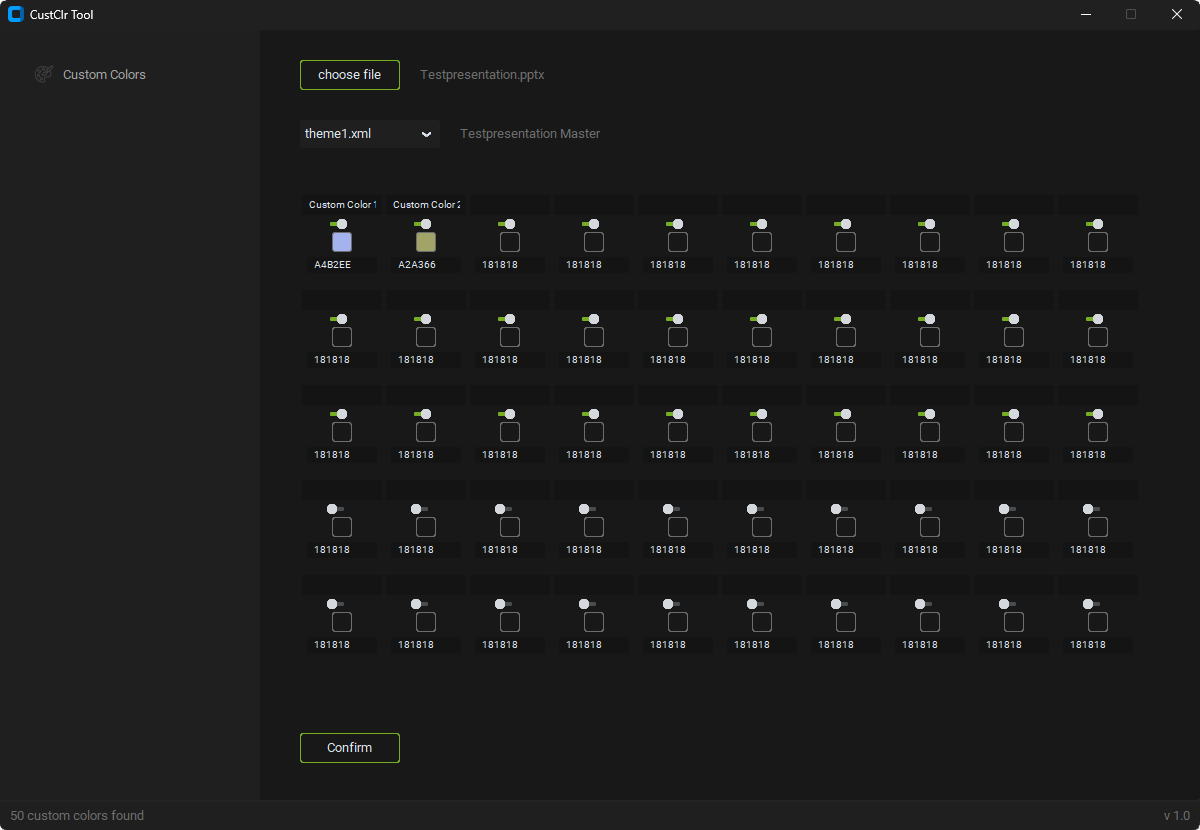 CustClr Tool
Custom Colors
choose file Testpresentation.pptx
theme1.xml Testpresentation Master
Custom Color 1 Custom Color 2
A4B2EE A2A366 181818 181818 181818 181818 181818 181818 181818 181818
181818 181818 181818 181818 181818 181818 181818 181818 181818 181818
181818 181818 181818 181818 181818 181818 181818 181818 181818 181818
181818 181818 181818 181818 181818 181818 181818 181818 181818 181818
181818 181818 181818 181818 181818 181818 181818 181818 181818 181818
Confirm
50 custom colors found v 1.0